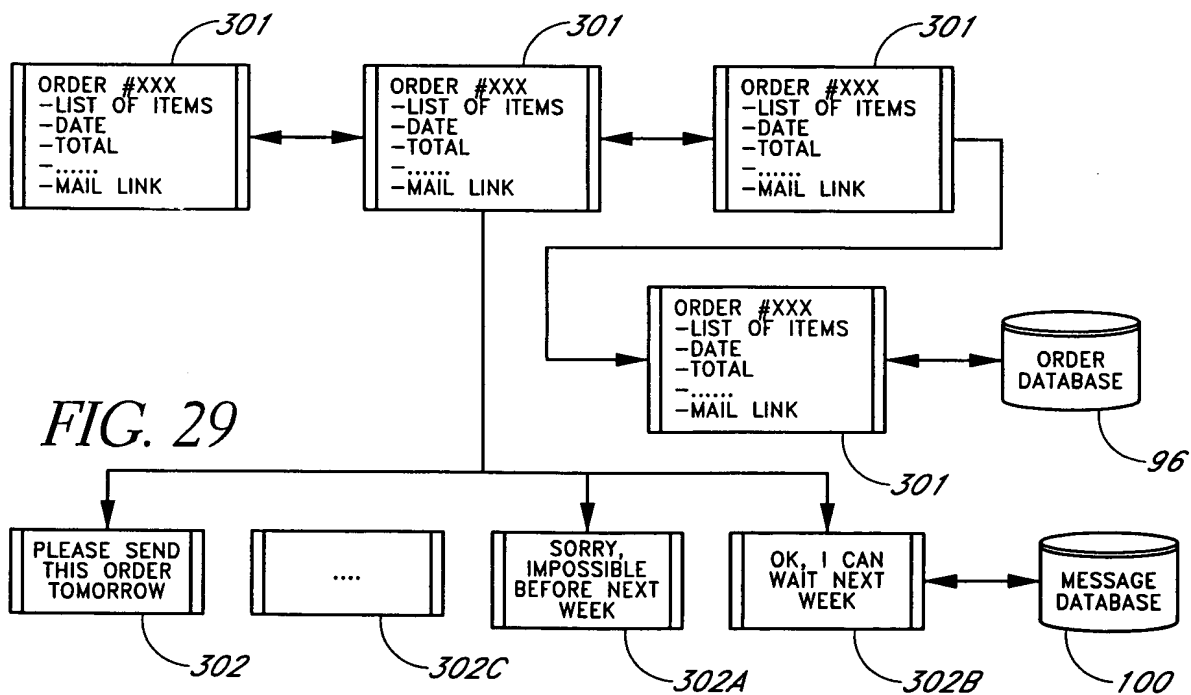 301
301
301
ORDER #XXX
-LIST OF ITEMS
-DATE
-TOTAL
-......
-MAIL LINK
ORDER #XXX
-LIST OF ITEMS
-DATE
-TOTAL
-......
-MAIL LINK
ORDER #XXX
-LIST OF ITEMS
-DATE
-TOTAL
-......
-MAIL LINK
ORDER #XXX
-LIST OF ITEMS
-DATE
-TOTAL
-......
-MAIL LINK
301
ORDER
DATABASE
96
FIG. 29
PLEASE SEND
THIS ORDER
TOMORROW
302
....
302C
SORRY,
IMPOSSIBLE
BEFORE NEXT
WEEK
302A
OK, I CAN
WAIT NEXT
WEEK
302B
MESSAGE
DATABASE
100